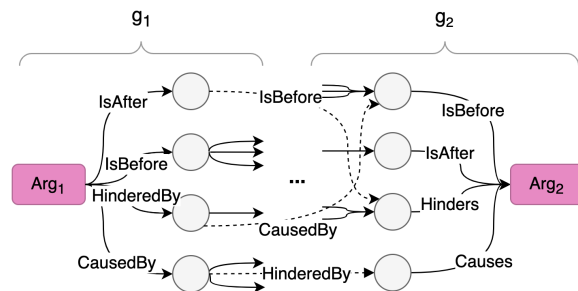 g1 g2
IsAfter IsBefore IsBefore
IsBefore IsAfter
Arg1 ... Arg2
HinderedBy Hinders
CausedBy
CausedBy HinderedBy Causes